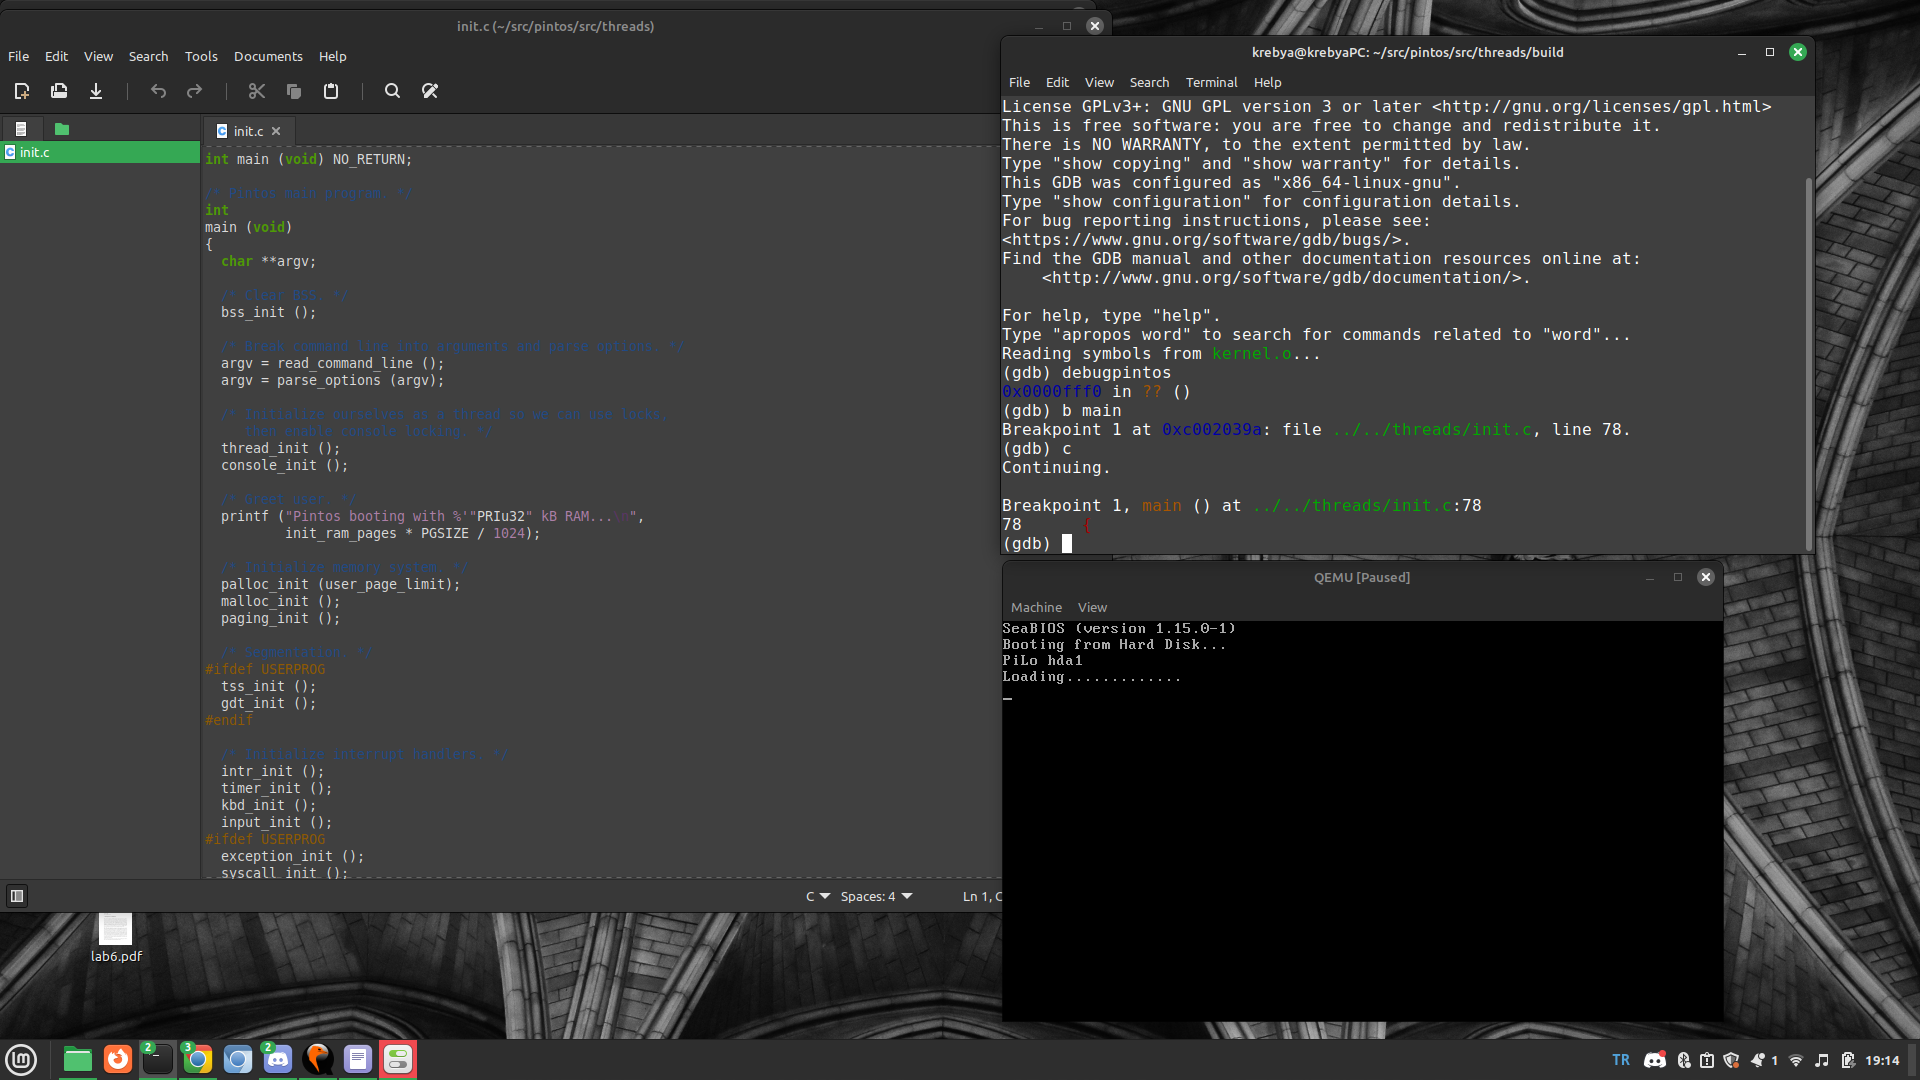 init.c (~/src/pintos/src/threads)
File Edit View Search Tools Documents Help
init.c
init.c
int main (void) NO_RETURN;
/* Pintos main program. */
int
main (void)
{
char **argv;
/* Clear BSS. */
bss_init ();
/* Break command line into arguments and parse options. */
argv = read_command_line ();
argv = parse_options (argv);
/* Initialize ourselves as a thread so we can use locks,
then enable console locking. */
thread_init ();
console_init ();
/* Greet user. */
printf ("Pintos booting with %'"PRIu32" kB RAM...\n",
init_ram_pages * PGSIZE / 1024);
/* Initialize memory system. */
palloc_init (user_page_limit);
malloc_init ();
paging_init ();
/* Segmentation. */
#ifdef USERPROG
tss_init ();
gdt_init ();
#endif
/* Initialize interrupt handlers. */
intr_init ();
timer_init ();
kbd_init ();
input_init ();
#ifdef USERPROG
exception_init ();
syscall_init ();
C Spaces: 4 Ln 1, C
krebya@krebyaPC: ~/src/pintos/src/threads/build
File Edit View Search Terminal Help
License GPLv3+: GNU GPL version 3 or later <http://gnu.org/licenses/gpl.html>
This is free software: you are free to change and redistribute it.
There is NO WARRANTY, to the extent permitted by law.
Type "show copying" and "show warranty" for details.
This GDB was configured as "x86_64-linux-gnu".
Type "show configuration" for configuration details.
For bug reporting instructions, please see:
<https://www.gnu.org/software/gdb/bugs/>.
Find the GDB manual and other documentation resources online at:
<http://www.gnu.org/software/gdb/documentation/>.
For help, type "help".
Type "apropos word" to search for commands related to "word"...
Reading symbols from kernel.o...
(gdb) debugpintos
0x0000fff0 in ?? ()
(gdb) b main
Breakpoint 1 at 0xc002039a: file ../../threads/init.c, line 78.
(gdb) c
Continuing.
Breakpoint 1, main () at ../../threads/init.c:78
78 {
(gdb)
QEMU [Paused]
Machine View
SeaBIOS (version 1.15.0-1)
Booting from Hard Disk...
PiLo hda1
Loading.............
lab6.pdf
2 3 2
TR 1 19:14